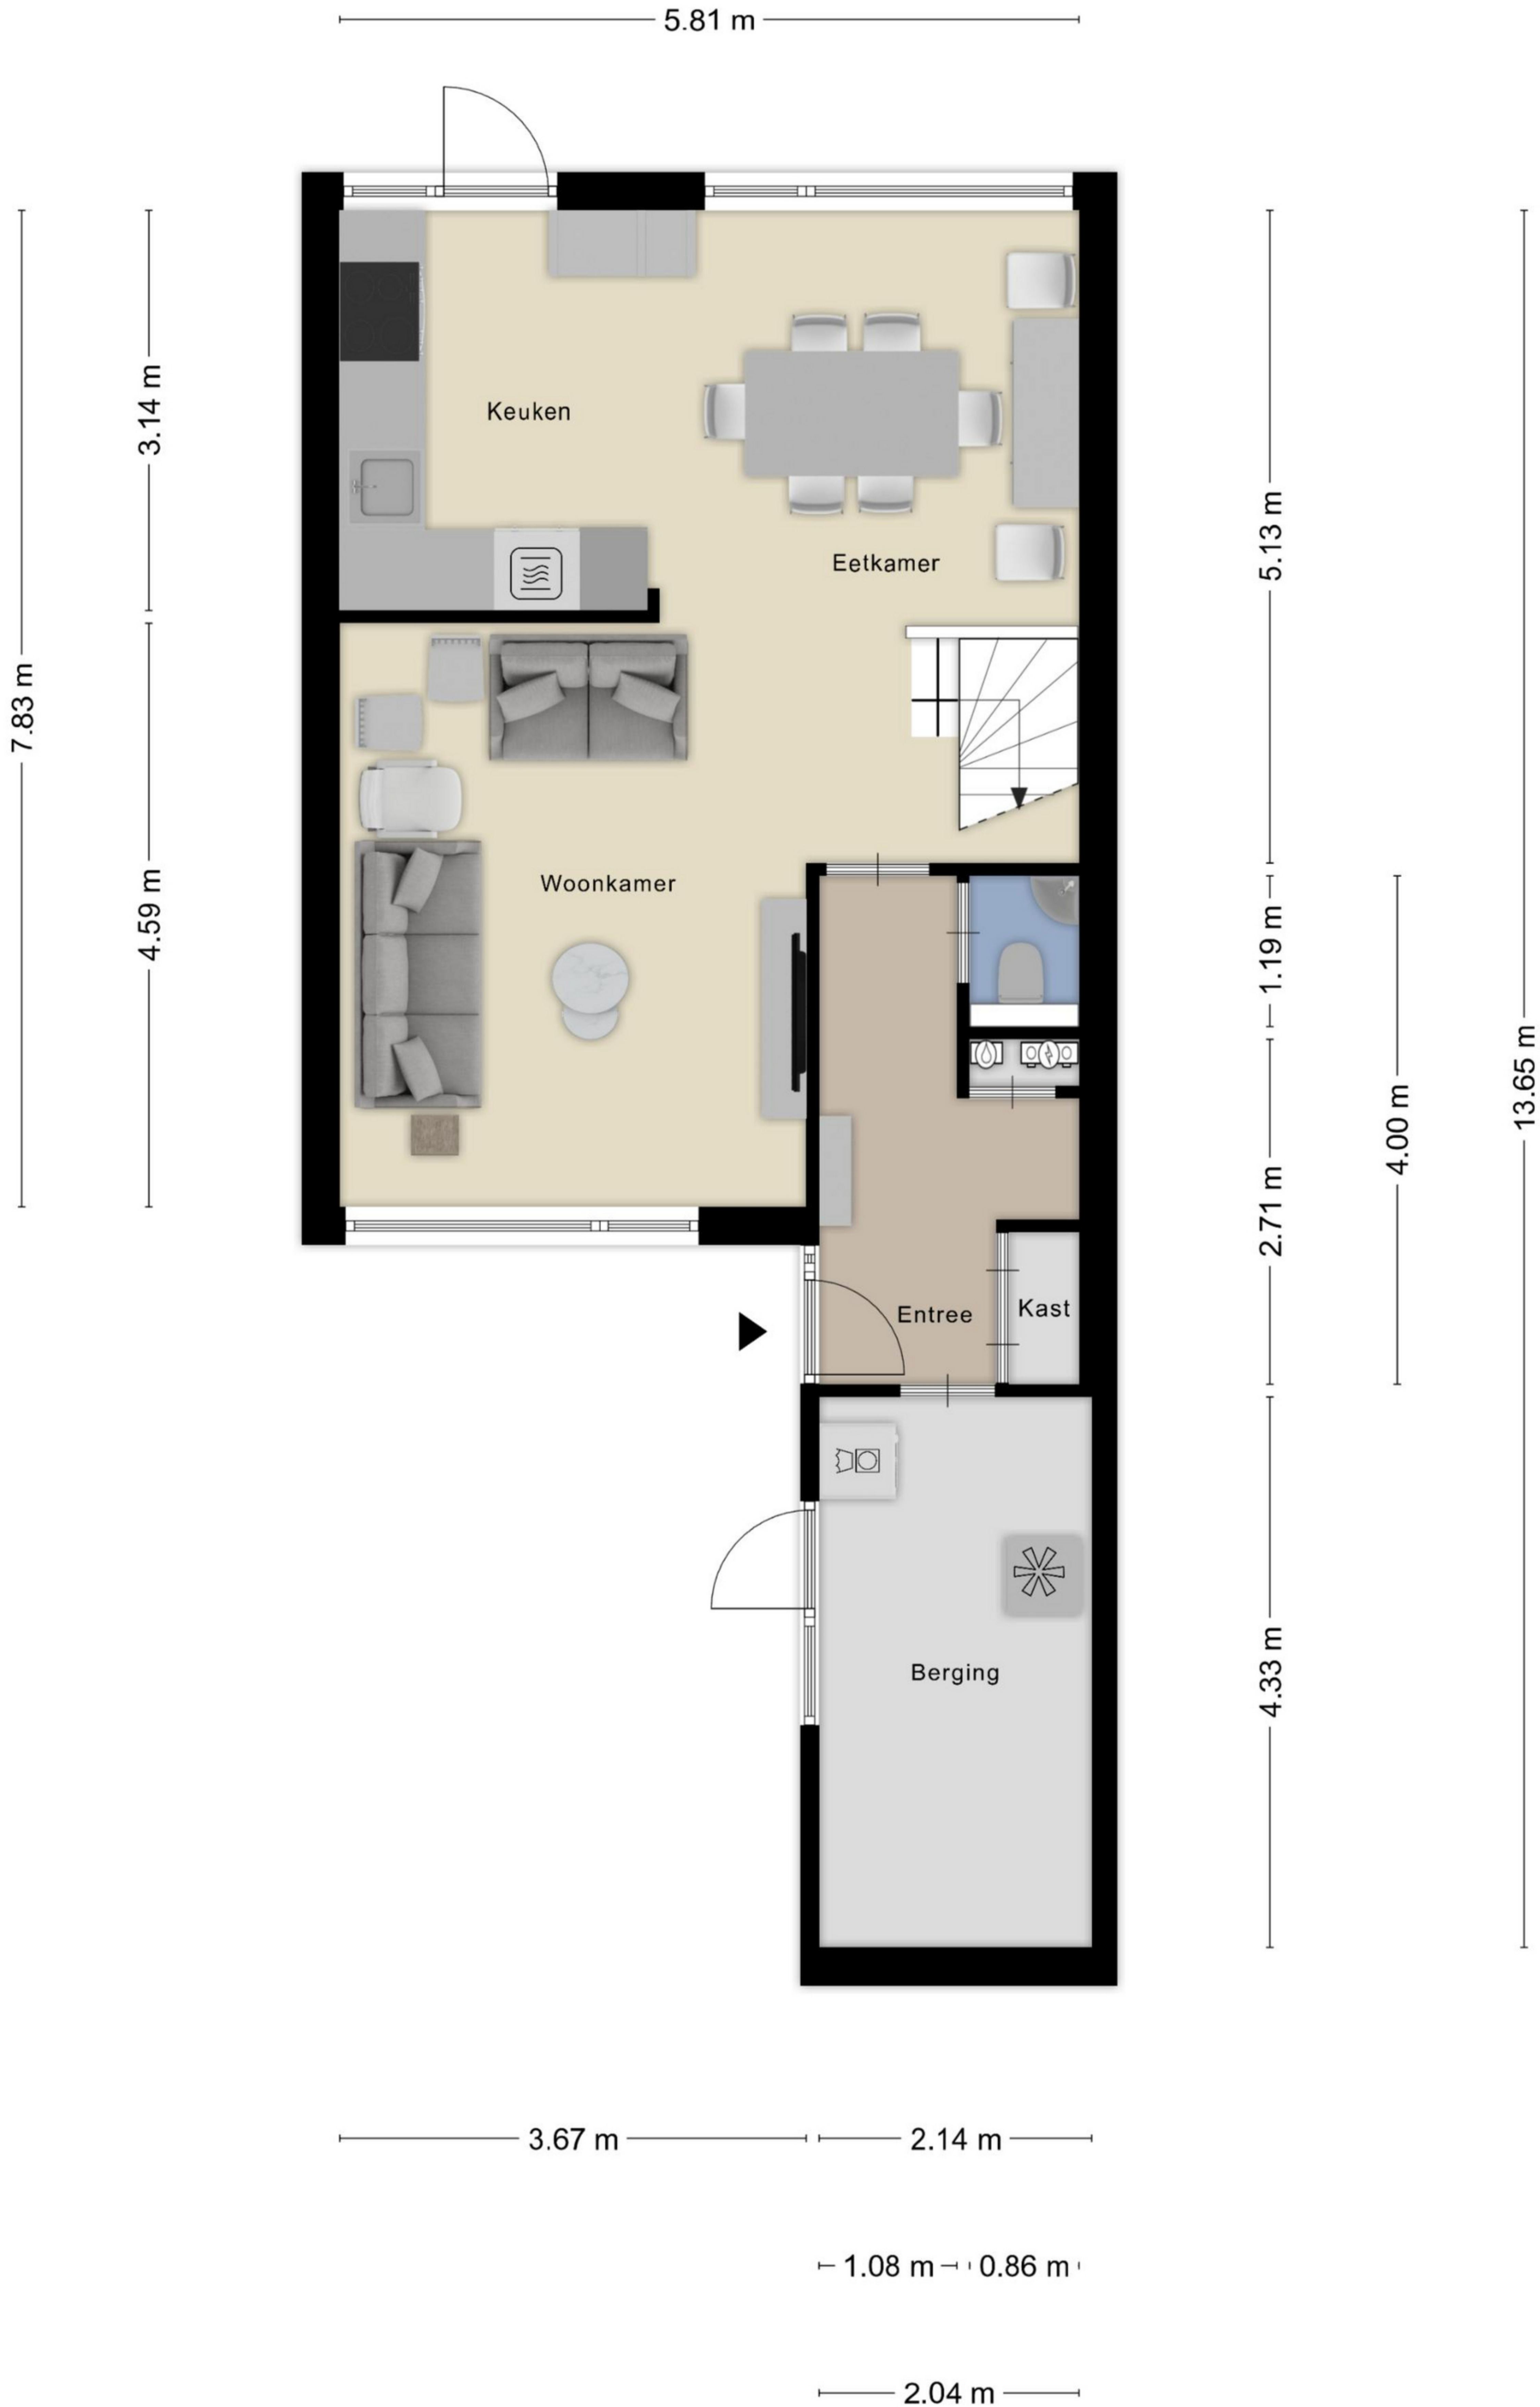 5.81 m
Keuken
3.14 m
5.13 m
Eetkamer
7.83 m
Woonkamer
4.59 m
1.19 m
13.65 m
4.00 m
2.71 m
Entree
Kast
Berging
4.33 m
3.67 m
2.14 m
1.08 m
0.86 m
2.04 m